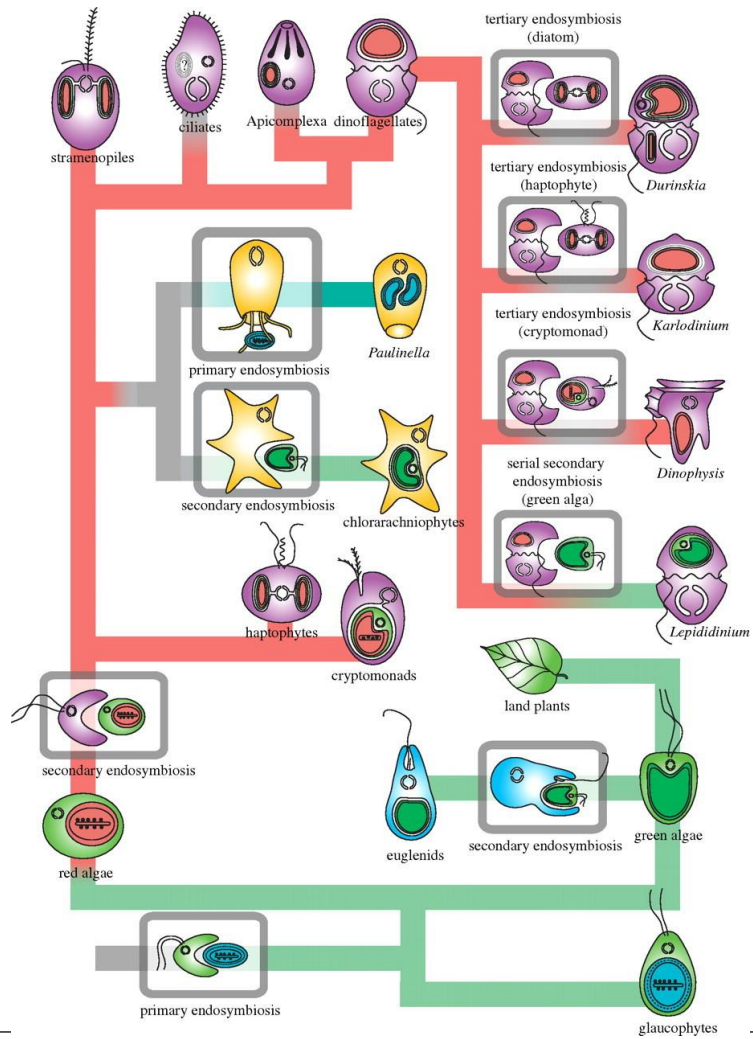 tertiary endosymbiosis
(diatom)
stramenopiles
ciliates
?
Apicomplexa
dinoflagellates
Durinskia
tertiary endosymbiosis
(haptophyte)
Karlodinium
tertiary endosymbiosis
(cryptomonad)
Paulinella
primary endosymbiosis
Dinophysis
serial secondary
endosymbiosis
(green alga)
secondary endosymbiosis
chlorarachniophytes
Lepididinium
haptophytes
cryptomonads
land plants
secondary endosymbiosis
euglenids
secondary endosymbiosis
green algae
red algae
primary endosymbiosis
glaucophytes